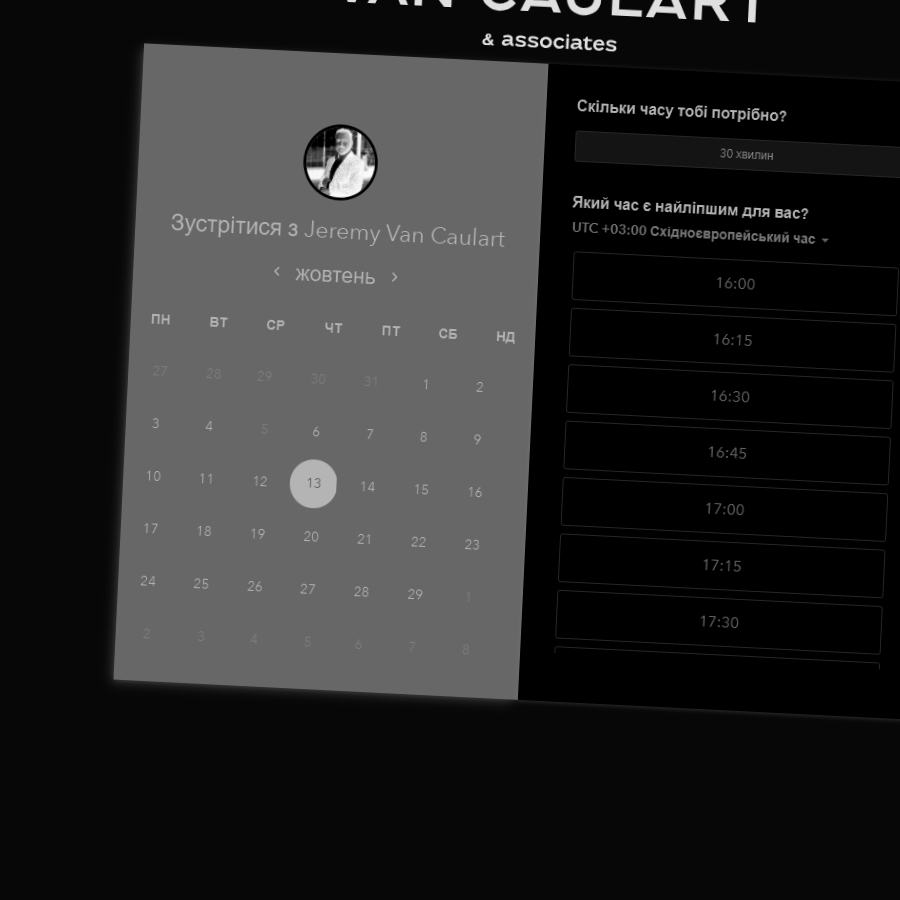 VAN CAULART
& associates
Зустрітися з Jeremy Van Caulart
жовтень
ПН ВТ СР ЧТ ПТ СБ НД
27 28 29 30 31 1 2
3 4 5 6 7 8 9
10 11 12 13 14 15 16
17 18 19 20 21 22 23
24 25 26 27 28 29 1
2 3 4 5 6 7 8
Скільки часу тобі потрібно?
30 хвилин
Який час є найліпшим для вас?
UTC +03:00 Східноєвропейський час
16:00
16:15
16:30
16:45
17:00
17:15
17:30